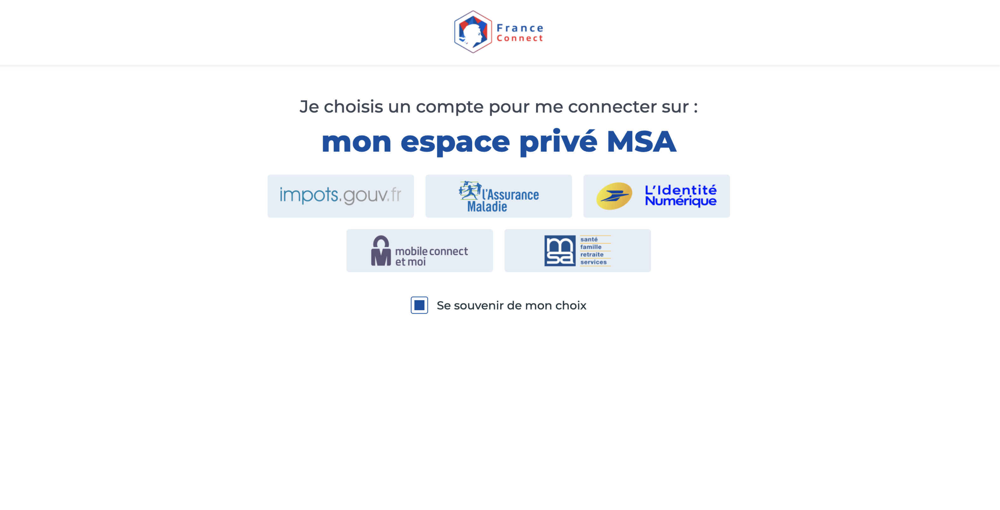 France
Connect
Je choisis un compte pour me connecter sur :
mon espace privé MSA
impots.gouv.fr
l'Assurance
Maladie
L'Identité
Numérique
mobile connect
et moi
msa
santé
famille
retraite
services
Se souvenir de mon choix